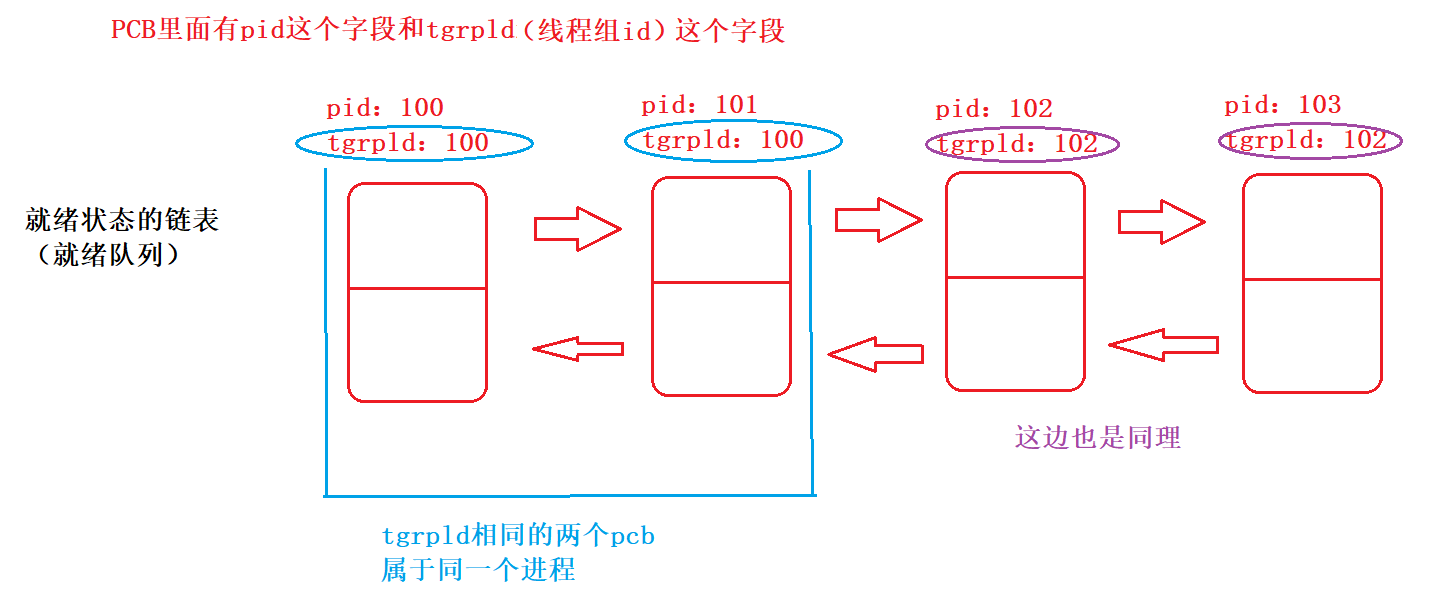 PCB里面有pid这个字段和tgrpld（线程组id）这个字段
pid：100
tgrpld：100
pid：101
tgrpld：100
pid：102
tgrpld：102
pid：103
tgrpld：102
就绪状态的链表
（就绪队列）
这边也是同理
tgrpld相同的两个pcb
属于同一个进程